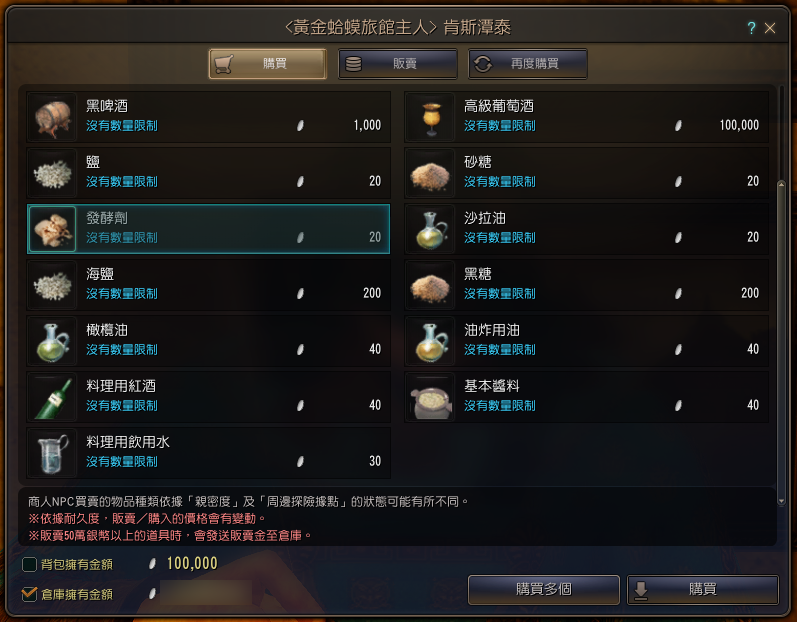 <黃金蛤蟆旅館主人> 肯斯潭泰
?
購買
販賣
再度購買
黑啤酒
沒有數量限制
1,000
高級葡萄酒
沒有數量限制
100,000
鹽
沒有數量限制
20
砂糖
沒有數量限制
20
發酵劑
沒有數量限制
20
沙拉油
沒有數量限制
20
海鹽
沒有數量限制
200
黑糖
沒有數量限制
200
橄欖油
沒有數量限制
40
油炸用油
沒有數量限制
40
料理用紅酒
沒有數量限制
40
基本醬料
沒有數量限制
40
料理用飲用水
沒有數量限制
30
商人NPC買賣的物品種類依據「親密度」及「周邊探險據點」的狀態可能有所不同。
※依據耐久度，販賣／購入的價格會有變動。
※販賣50萬銀幣以上的道具時，會發送販賣金至倉庫。
背包擁有金額 100,000
倉庫擁有金額
購買多個
購買